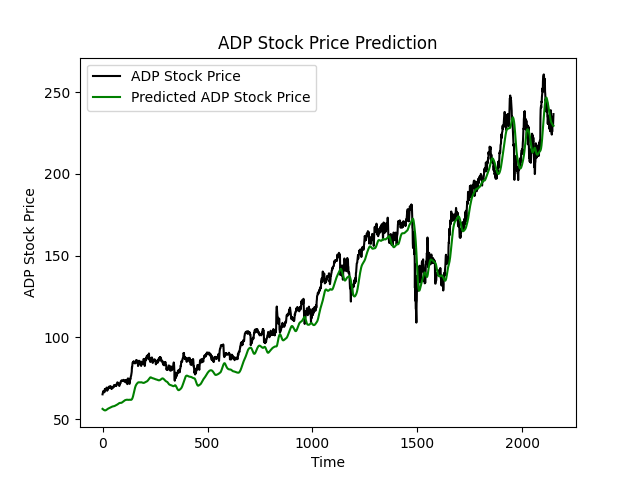 ADP Stock Price Prediction
ADP Stock Price
Predicted ADP Stock Price
250
200
150
100
50
ADP Stock Price
0 500 1000 1500 2000
Time